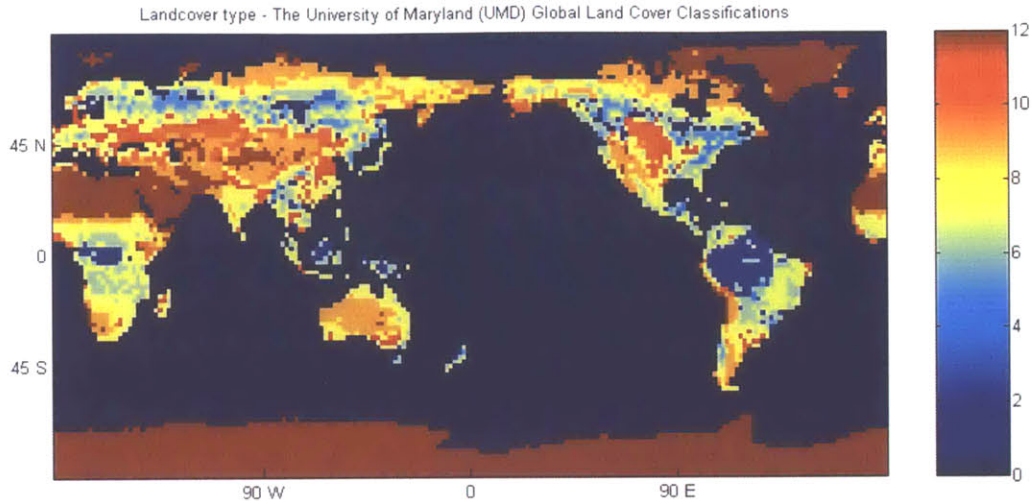 Landcover type - The University of Maryland (UMD) Global Land Cover Classifications
12
45 N
10
8
0
6
4
45 S
2
0
90 W
0
90 E